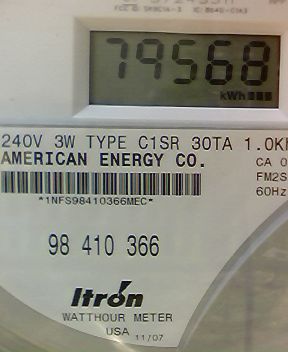 79568
kWh
240V 3W TYPE C1SR 30TA 1.0K
AMERICAN ENERGY CO.
CA 0
FM2S
60Hz
*1NFS98410366MEC*
98 410 366
Itron
WATTHOUR METER
USA 11/07